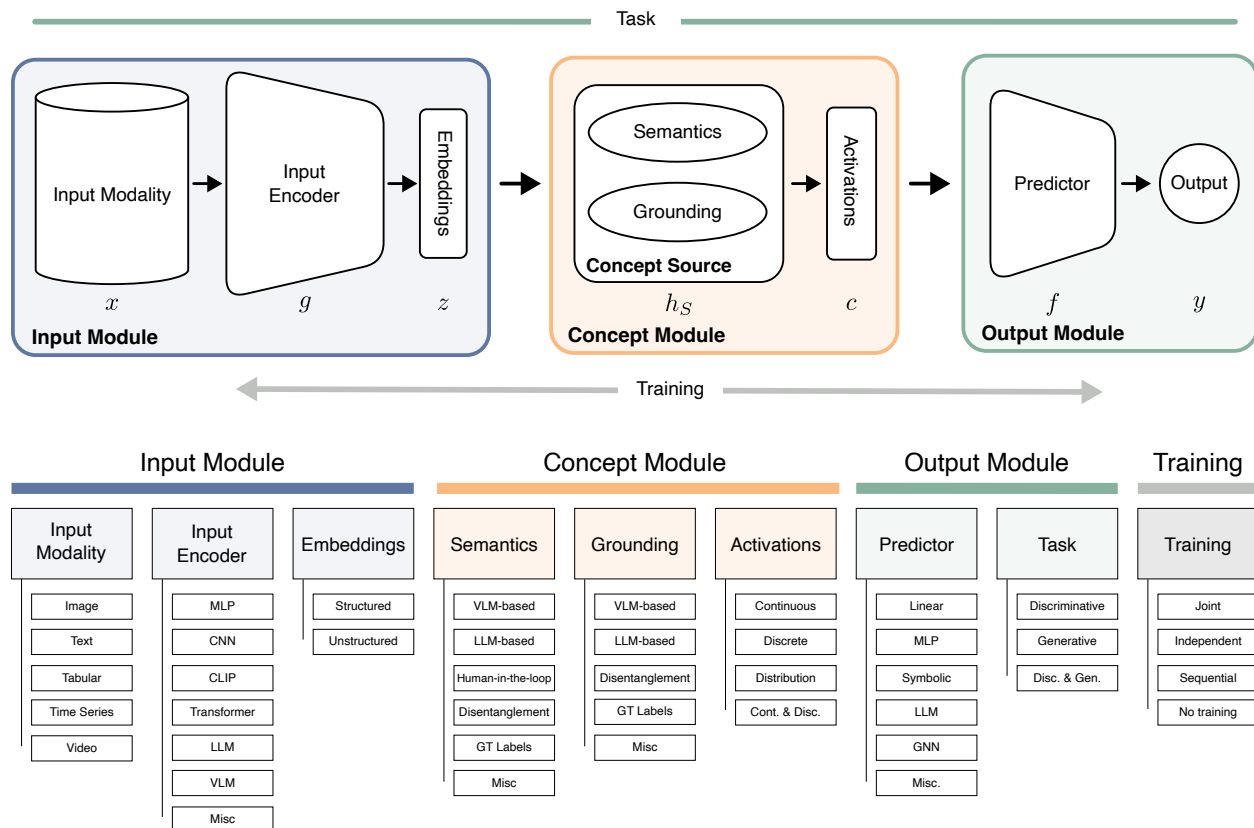 Task
Input Modality
Input
Encoder
Embeddings
Semantics
Grounding
Concept Source
Activations
Predictor
Output
x
g
z
h_S
c
f
y
Input Module
Concept Module
Output Module
Training
Input Module
Concept Module
Output Module
Training
Input
Modality
Input
Encoder
Embeddings
Semantics
Grounding
Activations
Predictor
Task
Training
Image
Text
Tabular
Time Series
Video
MLP
CNN
CLIP
Transformer
LLM
VLM
Misc
Structured
Unstructured
VLM-based
LLM-based
Human-in-the-loop
Disentanglement
GT Labels
Misc
VLM-based
LLM-based
Disentanglement
GT Labels
Misc
Continuous
Discrete
Distribution
Cont. & Disc.
Linear
MLP
Symbolic
LLM
GNN
Misc.
Discriminative
Generative
Disc. & Gen.
Joint
Independent
Sequential
No training